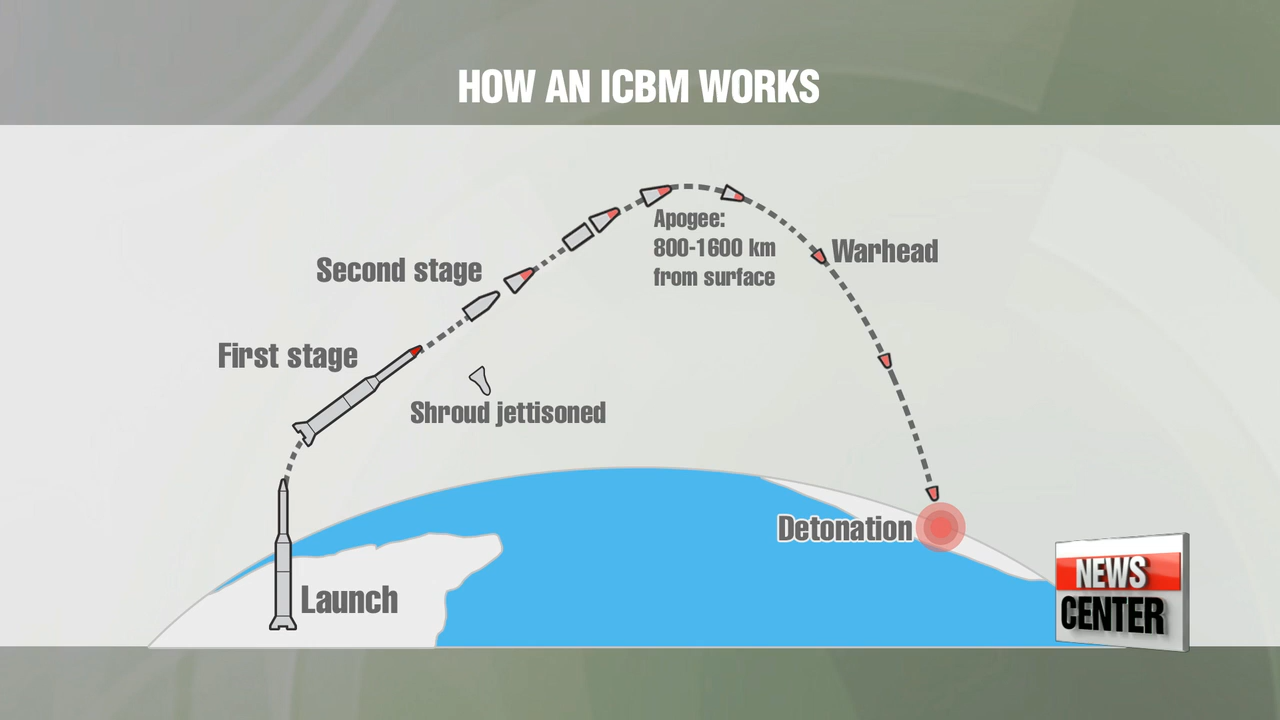 HOW AN ICBM WORKS
Apogee:
800-1600 km
from surface
Warhead
Second stage
First stage
Shroud jettisoned
Detonation
Launch
NEWS
CENTER